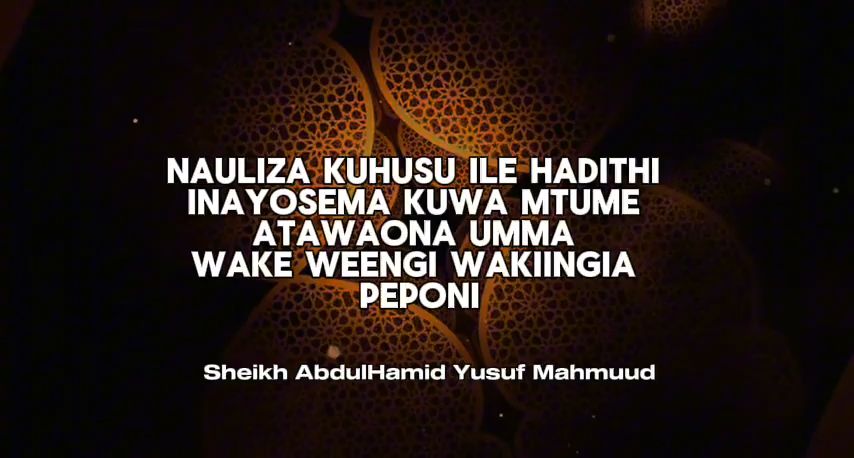 NAULIZA KUHUSU ILE HADITHI
INAYOSEMA KUWA MTUME
ATAWAONA UMMA
WAKE WEENGI WAKIINGIA
PEPONI
Sheikh AbdulHamid Yusuf Mahmuud